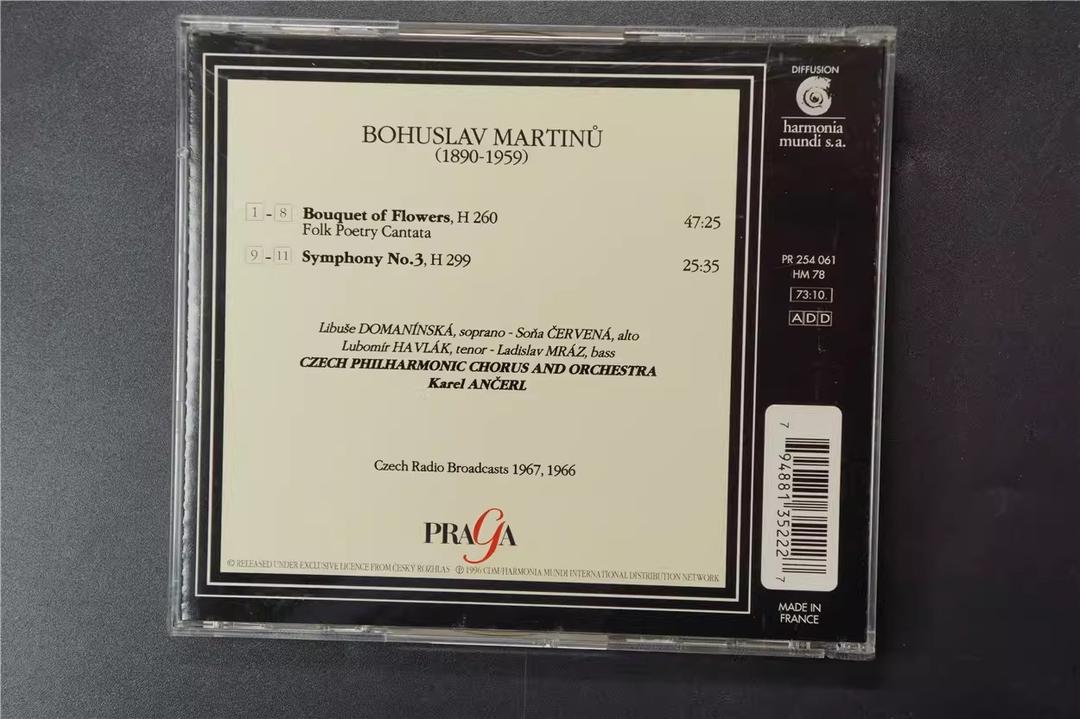 BOHUSLAV MARTINŮ
(1890-1959)
1 - 8 Bouquet of Flowers, H 260 47:25
Folk Poetry Cantata
9 - 11 Symphony No.3, H 299 25:35
Libuše DOMANÍNSKÁ, soprano - Soňa ČERVENÁ, alto
Lubomír HAVLÁK, tenor - Ladislav MRÁZ, bass
CZECH PHILHARMONIC CHORUS AND ORCHESTRA
Karel ANČERL
Czech Radio Broadcasts 1967, 1966
PRAGA
© RELEASED UNDER EXCLUSIVE LICENCE FROM ČESKÝ ROZHLAS ℗ 1996 CDM/HARMONIA MUNDI INTERNATIONAL DISTRIBUTION NETWORK
DIFFUSION
harmonia
mundi s.a.
PR 254 061
HM 78
73:10.
ADD
7 94881 35222 7
MADE IN
FRANCE